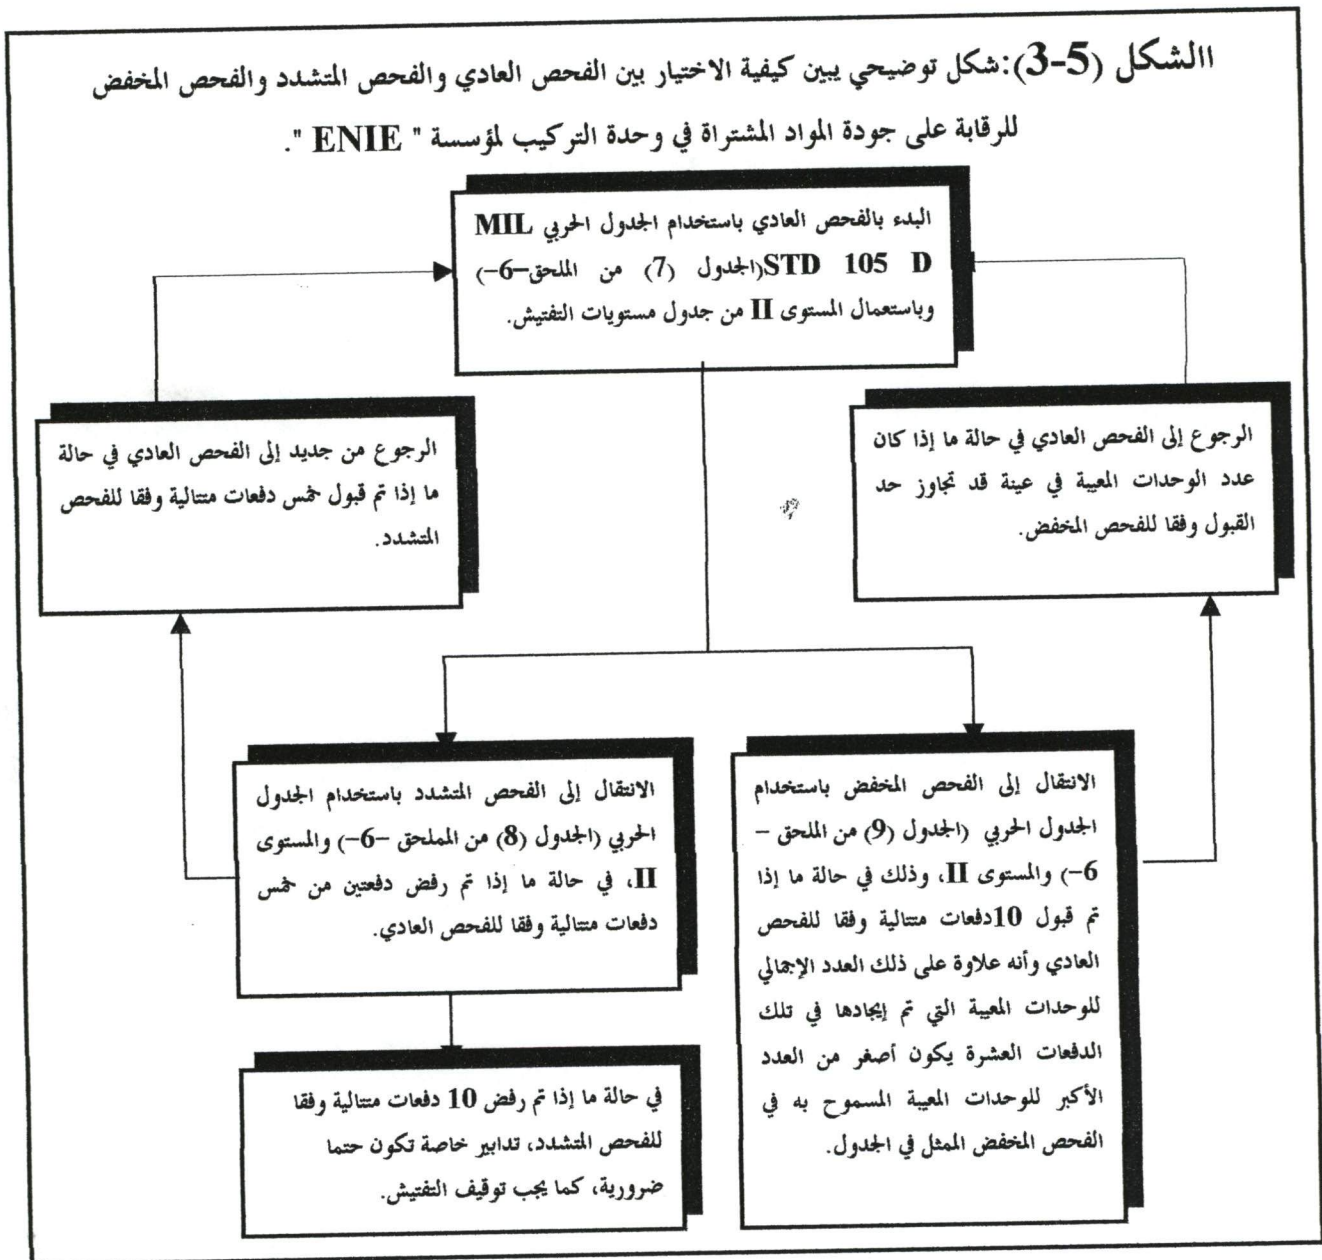 االشكل (3-5):شكل توضيحي يبين كيفية الاختيار بين الفحص العادي والفحص المتشدد والفحص المخفض
للرقابة على جودة المواد المشتراة في وحدة التركيب لمؤسسة " ENIE ".
البدء بالفحص العادي باستخدام الجدول الحربي MIL
STD 105 D(الجدول (7) من الملحق-6-)
وباستعمال المستوى II من جدول مستويات التفتيش.
الرجوع إلى الفحص العادي في حالة ما إذا كان
عدد الوحدات المعيبة في عينة قد تجاوز حد
القبول وفقا للفحص المخفض.
الرجوع من جديد إلى الفحص العادي في حالة
ما إذا تم قبول خمس دفعات متتالية وفقا للفحص
المتشدد.
الانتقال إلى الفحص المخفض باستخدام
الجدول الحربي (الجدول (9) من الملحق –
6-) والمستوى II، وذلك في حالة ما إذا
تم قبول 10دفعات متتالية وفقا للفحص
العادي وأنه علاوة على ذلك العدد الإجمالي
للوحدات المعيبة التي تم إيجادها في تلك
الدفعات العشرة يكون أصغر من العدد
الأكبر للوحدات المعيبة المسموح به في
الفحص المخفض الممثل في الجدول.
الانتقال إلى الفحص المتشدد باستخدام الجدول
الحربي (الجدول (8) من المملحق -6-) والمستوى
II، في حالة ما إذا تم رفض دفعتين من خمس
دفعات متتالية وفقا للفحص العادي.
في حالة ما إذا تم رفض 10 دفعات متتالية وفقا
للفحص المتشدد، تدابير خاصة تكون حتما
ضرورية، كما يجب توقيف التفتيش.